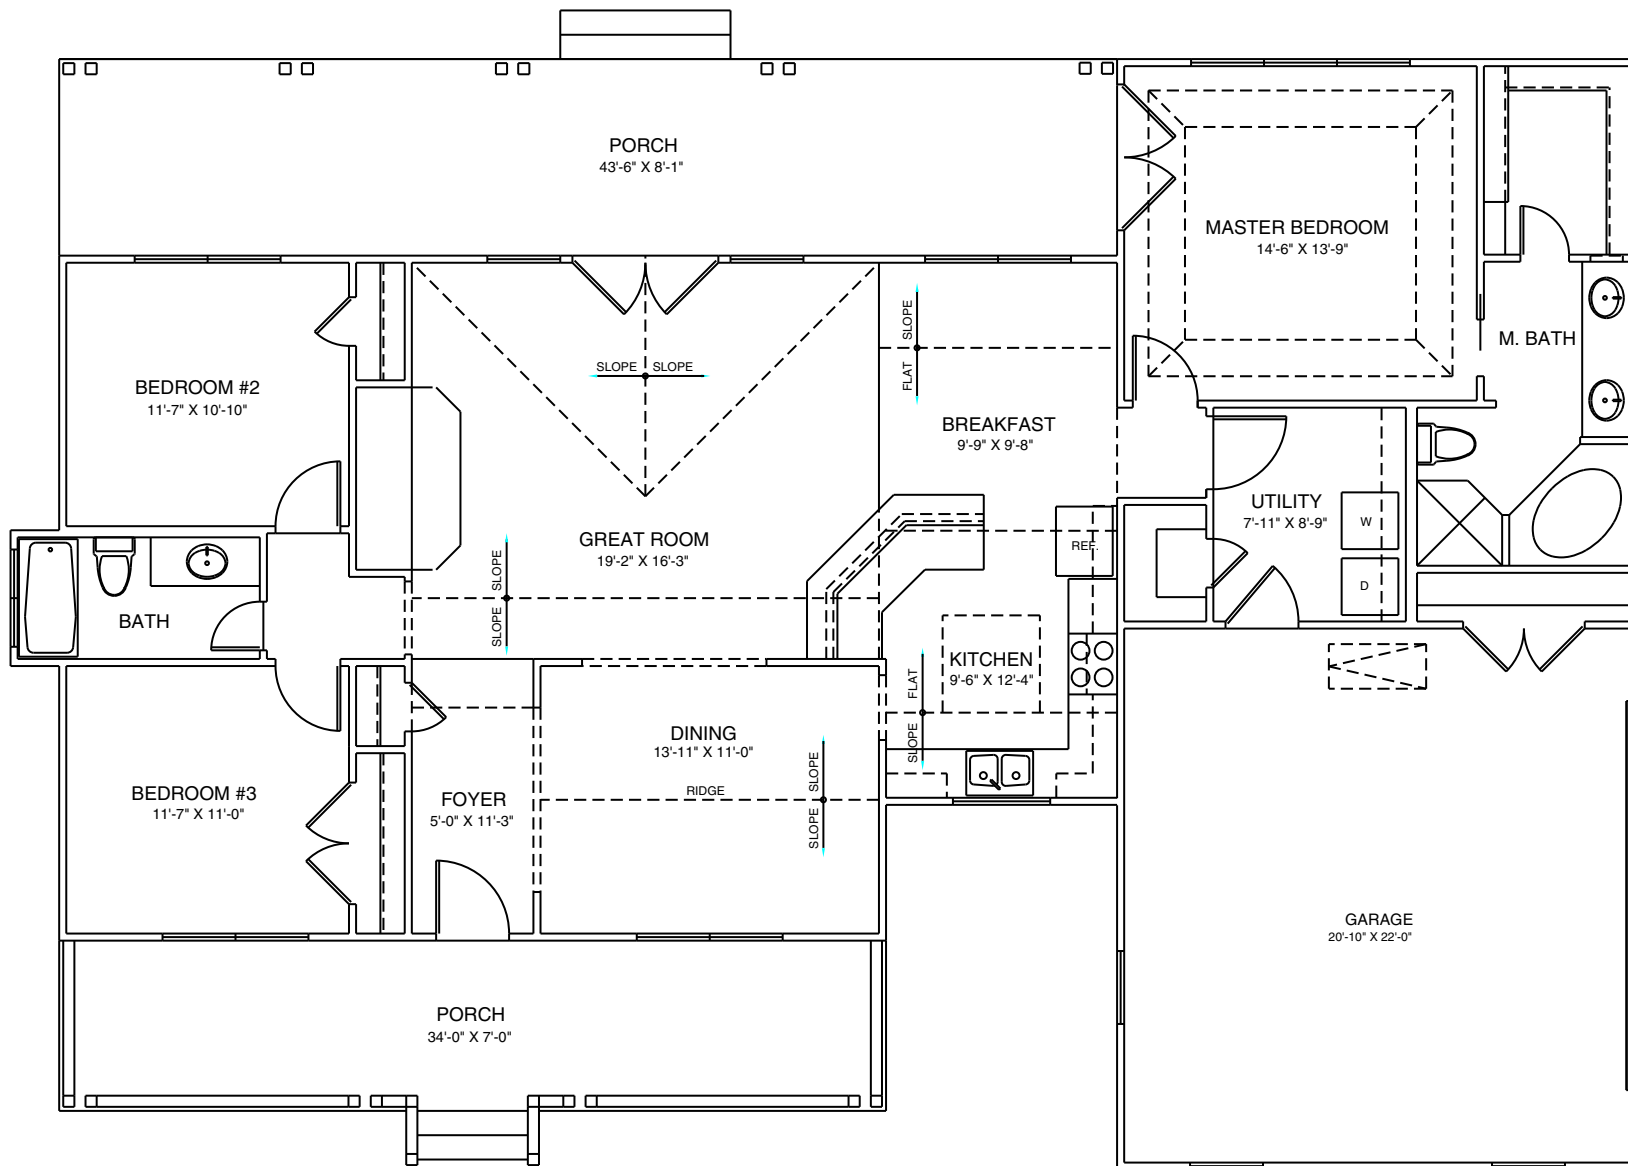 PORCH
43'-6" X 8'-1"
MASTER BEDROOM
14'-6" X 13'-9"
SLOPE
FLAT
SLOPE SLOPE
M. BATH
BEDROOM #2
11'-7" X 10'-10"
BREAKFAST
9'-9" X 9'-8"
UTILITY
7'-11" X 8'-9"
W
D
GREAT ROOM
19'-2" X 16'-3"
REF.
SLOPE
SLOPE
BATH
KITCHEN
9'-6" X 12'-4"
FLAT
SLOPE
DINING
13'-11" X 11'-0"
SLOPE
SLOPE
RIDGE
BEDROOM #3
11'-7" X 11'-0"
FOYER
5'-0" X 11'-3"
GARAGE
20'-10" X 22'-0"
PORCH
34'-0" X 7'-0"